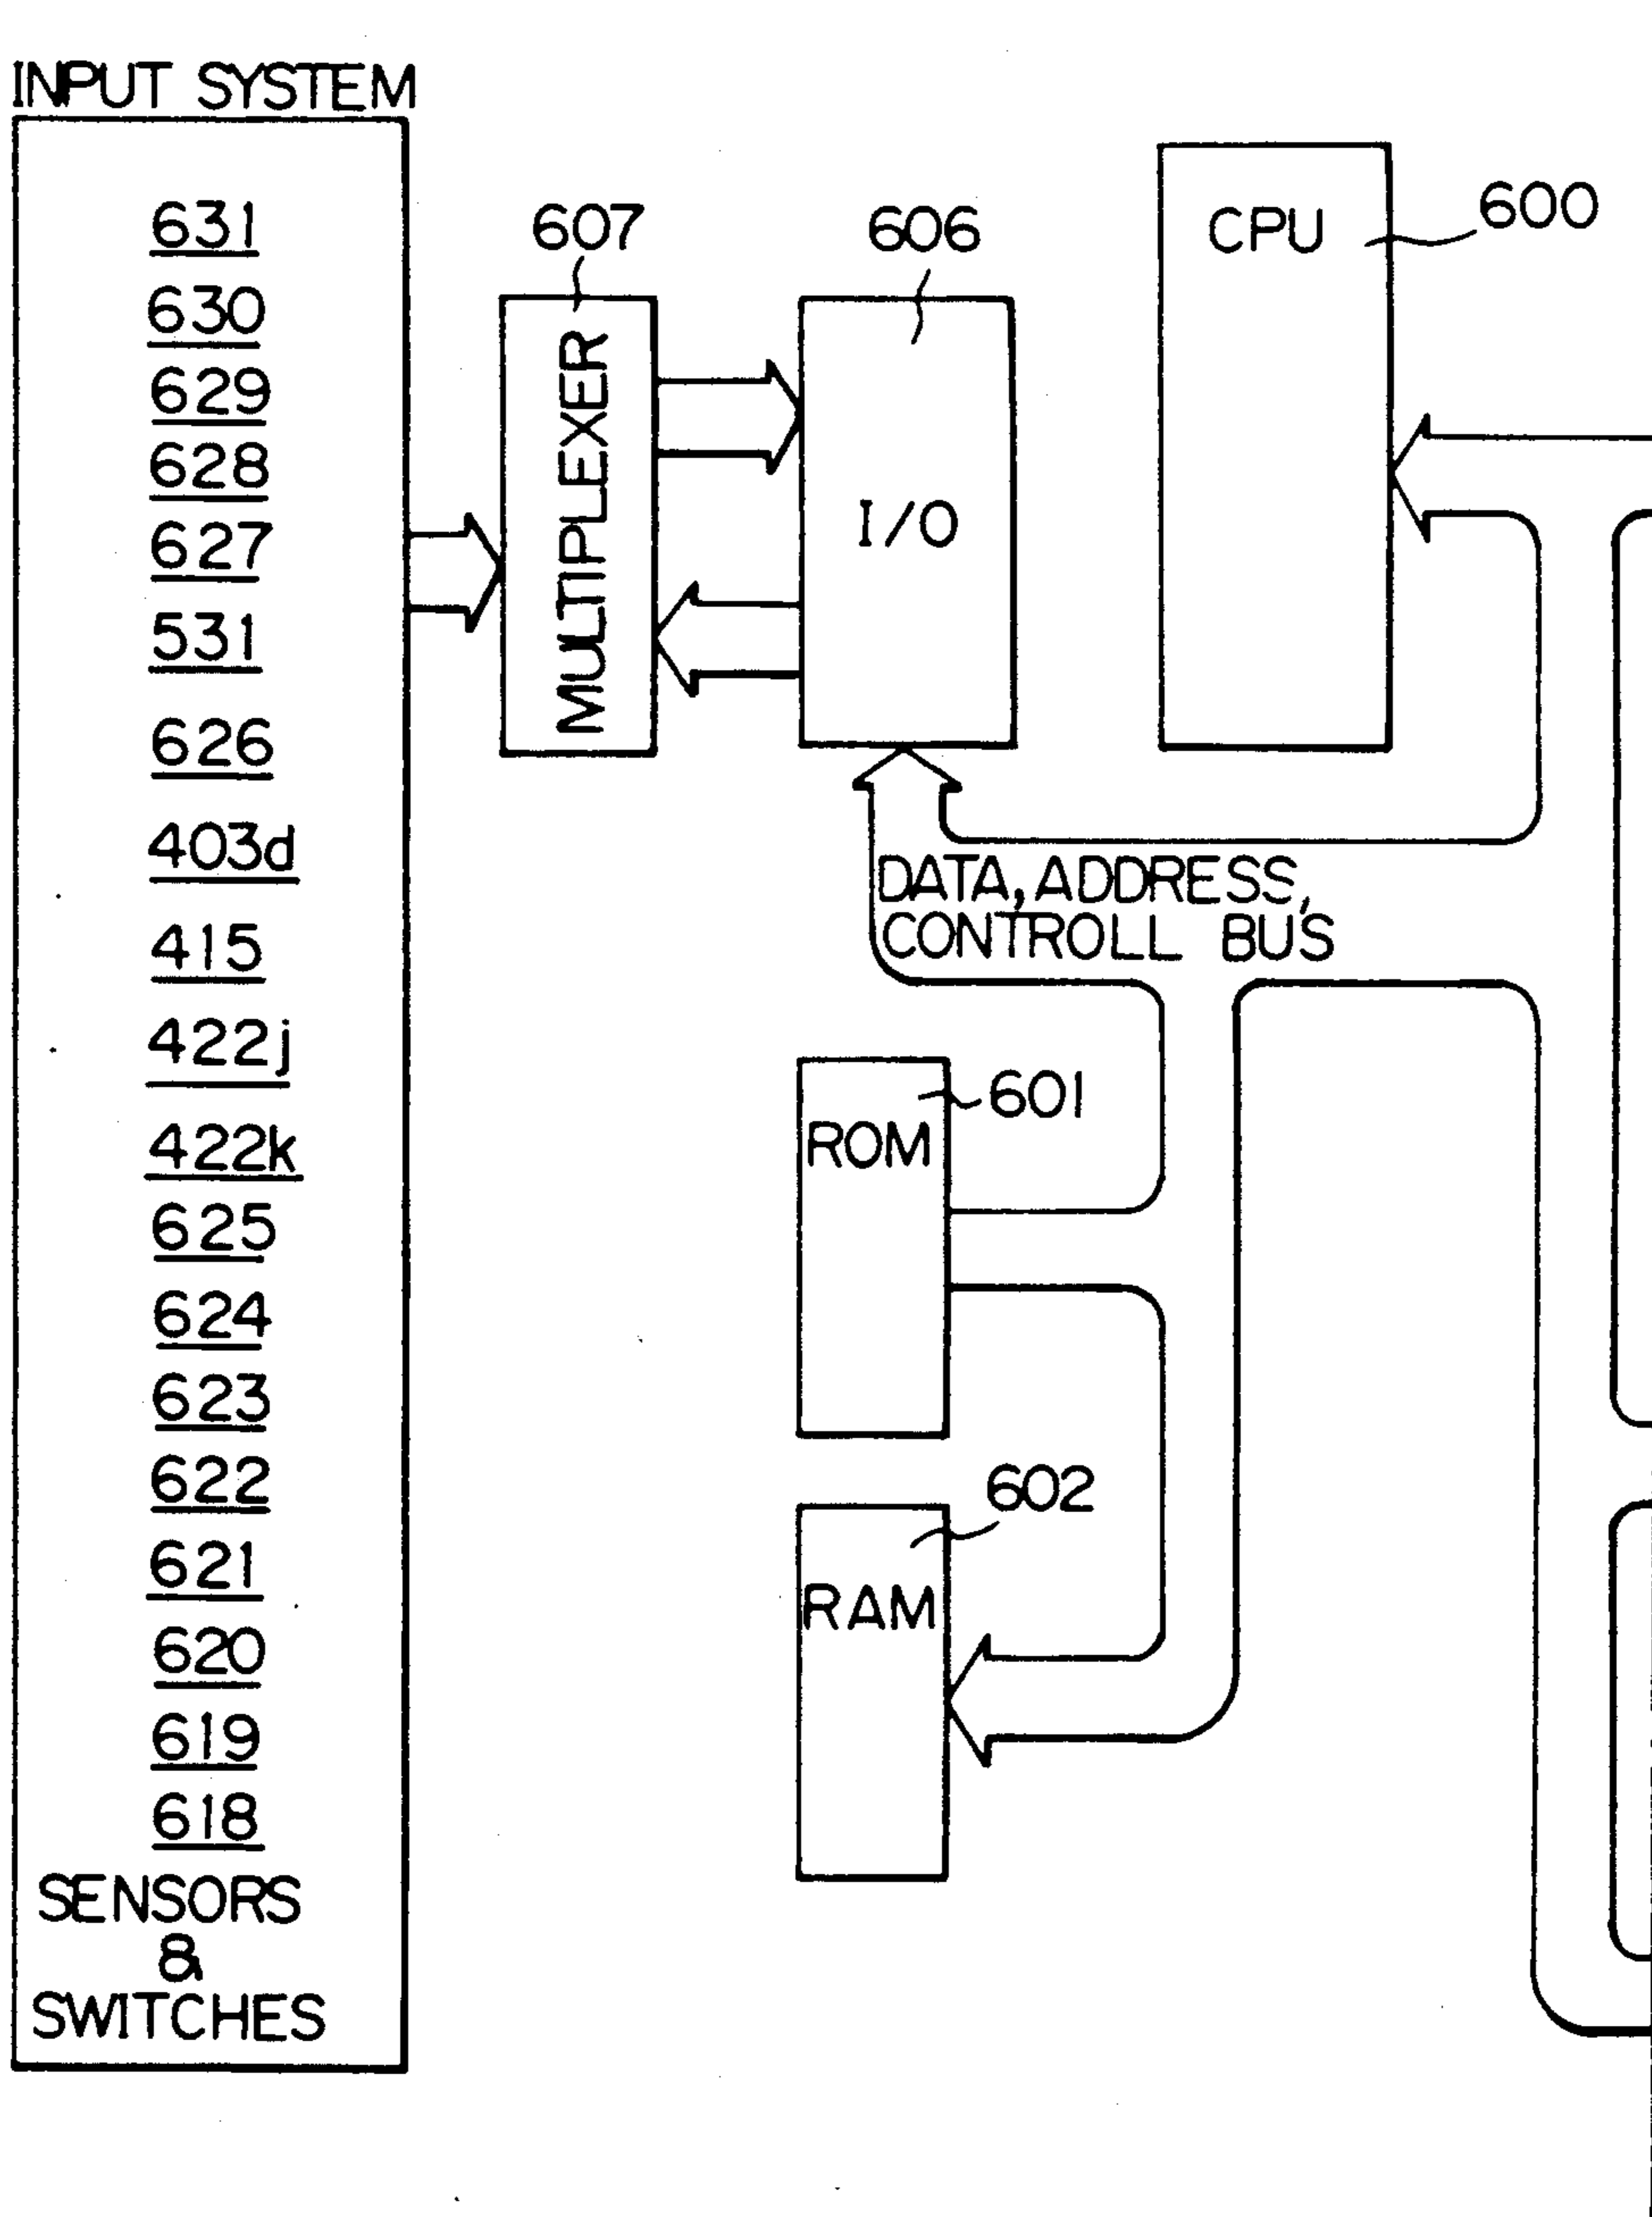 INPUT SYSTEM
631
630
629
628
627
531
626
403d
415
422j
422k
625
624
623
622
621
620
619
618
SENSORS
&
SWITCHES
607
MULTIPLEXER
606
I/O
CPU
600
DATA, ADDRESS,
CONTROLL BUS
601
ROM
602
RAM